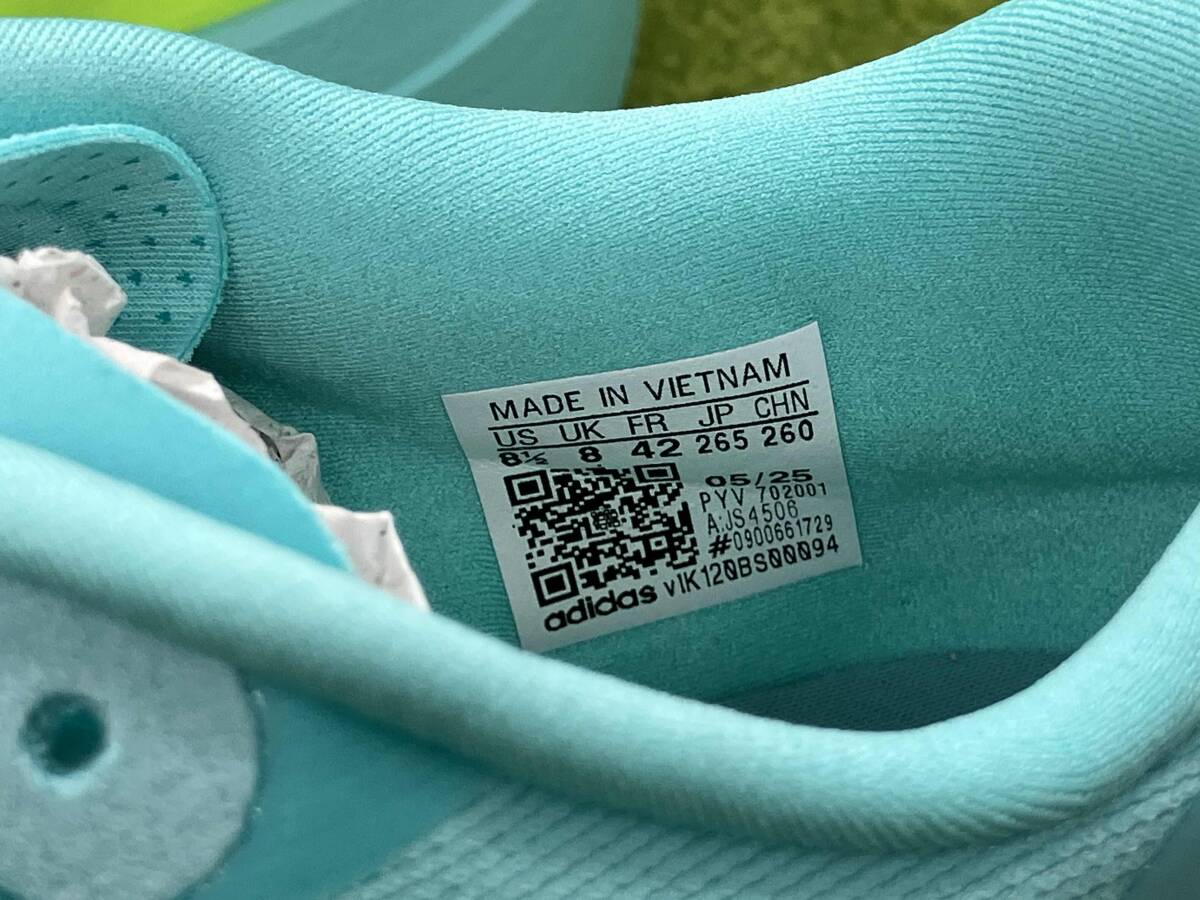 MADE IN VIETNAM
US UK FR JP CHN
8½ 8 42 265 260
05/25
PYV 702001
A.JS4506
#0900661729
adidas vIK120BS00094